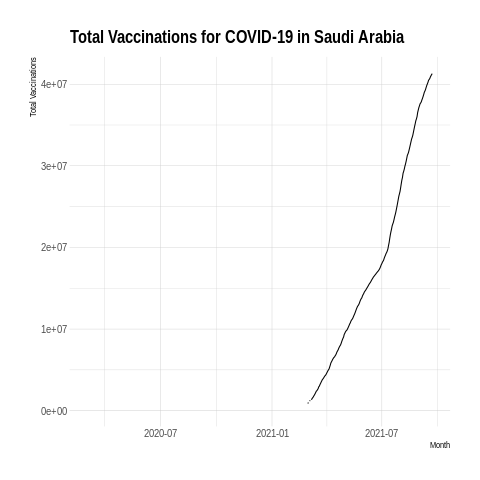 Total Vaccinations for COVID-19 in Saudi Arabia
Total Vaccinations
4e+07
3e+07
2e+07
1e+07
0e+00
2020-07
2021-01
2021-07
Month